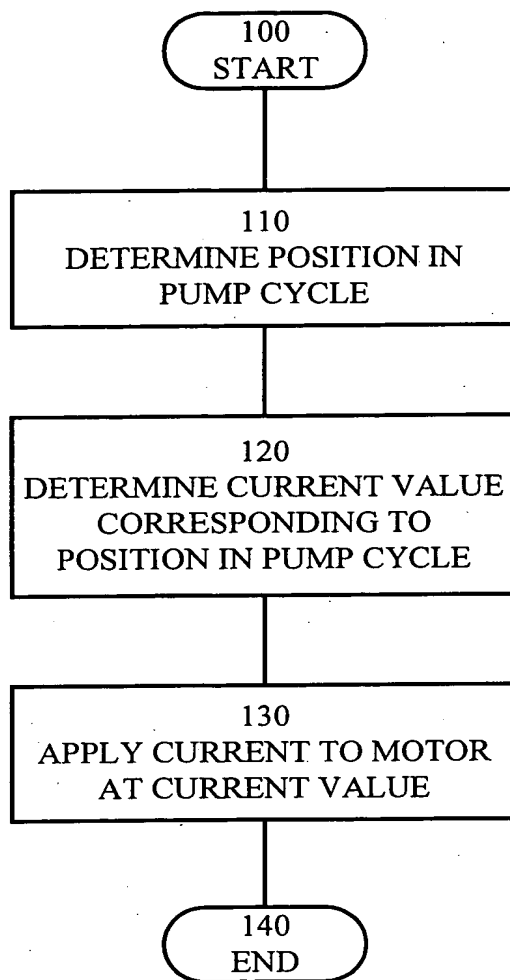 100
START
110
DETERMINE POSITION IN
PUMP CYCLE
120
DETERMINE CURRENT VALUE
CORRESPONDING TO
POSITION IN PUMP CYCLE
130
APPLY CURRENT TO MOTOR
AT CURRENT VALUE
140
END